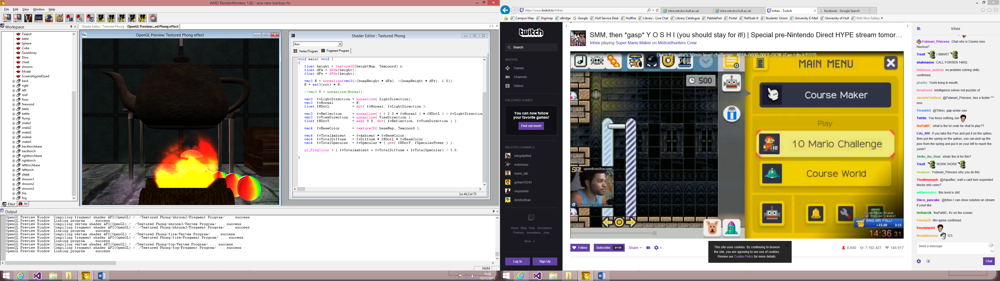 AMD RenderMonkey 1.82 : acw new backup.rfx
File Edit View Window Help
Workspace
Teapot
table
Sphere
Cube
QuadArray
Dino
chest
shroom
Model
ScreenAlignedQuad
back
right
left
roof
floor
firewood
table
kettle
flying
snake1
snake2
snake3
snake4
snake5
backtorchbase
backtorch
righttorchbase
righttorch
lefttorchbase
lefttorch
chest
shroom1
shroom2
shroom3
fire
fog
Effect Art
Shader Editor : Textured Phong OpenGL Preview:...ed Phong effect
GL OpenGL Preview: Textured Phong effect
Shader Editor : Textured Phong
floor
Vertex Program Fragment Program
void main( void )
{
float height = texture2D(heightMap, Texcoord).r;
float dFx = dFdx(height);
float dFy = dFdy(height);
vec3 N = normalize(vec3(-(bumpHeight * dFx), -(bumpHeight * dFy), 1.0));
N = mat3(rot) * N;
//vec3 N = normalize(Normal);
vec3 fvLightDirection = normalize( LightDirection);
vec3 fvNormal = N;
float fNDotL = dot( fvNormal, fvLightDirection );
vec3 fvReflection = normalize( ( ( 2.0 * fvNormal ) * fNDotL ) - fvLightDirection
vec3 fvViewDirection = normalize( ViewDirection );
float fRDotV = max( 0.0, dot( fvReflection, fvViewDirection ) );
vec4 fvBaseColor = texture2D( baseMap, Texcoord );
vec4 fvTotalAmbient = fvAmbient * fvBaseColor;
vec4 fvTotalDiffuse = fvDiffuse * fNDotL * fvBaseColor ;
vec4 fvTotalSpecular = fvSpecular * ( pow( fRDotV, fSpecularPower ) );
gl_FragColor = ( fvTotalAmbient + fvTotalDiffuse + fvTotalSpecular) / 3,0;
}
Ln 44,Col 75
Output
OpenGL Preview Window: Compiling fragment shader API(OpenGL) /../Textured Phong/shroom2/Fragment Program/ ... success
OpenGL Preview Window: Linking program ... success
OpenGL Preview Window: Compiling vertex shader API(OpenGL) /../Textured Phong/shroom3/Vertex Program/ ... success
OpenGL Preview Window: Compiling fragment shader API(OpenGL) /../Textured Phong/shroom3/Fragment Program/ ... success
OpenGL Preview Window: Linking program ... success
OpenGL Preview Window: Compiling vertex shader API(OpenGL) /../Textured Phong/fire/Vertex Program/ ... success
OpenGL Preview Window: Compiling fragment shader API(OpenGL) /../Textured Phong/fire/Fragment Program/ ... success
OpenGL Preview Window: Linking program ... success
OpenGL Preview Window: Compiling vertex shader API(OpenGL) /../Textured Phong/fog/Vertex Program/ ... success
OpenGL Preview Window: Compiling fragment shader API(OpenGL) /../Textured Phong/fog/Fragment Program/ ... success
OpenGL Preview Window: Linking program ... success
NUM
10:43
12/11/2015
http://www.twitch.tv/trihex
intra.net.dcs.hull.ac.uk intra.net.dcs.hull.ac.uk trihex - Twitch facebook - Google Search
Campus Map Digimap eBridge Google Hull Service Desk Hullfire Library - Live Chat Library Catalogue PebblePad Portal RefGrab-It Students' Union University E-Mail University of Hull Web Slice Gallery
twitch
Search
BROWSE
Games
Channels
Videos
FOLLOWED GAMES
You can now follow
your favorite games!
Find out more!
RELATED CHANNELS
letsgetpitted
wolverous
mario_lab
gohan15243
vieparlafoi
dickhiskhan
About Blog Help Developers
Partners Advertisers Jobs
More
Log In Sign Up
SMM, then *gasp* Y O S H I (you should stay for it!) | Special pre-Nintendo Direct HYPE stream tomor...
trihex playing Super Mario Maker on Metroidhunters Crew
Disco Pancake's 10min level challenge: 401A-0000-00CE-OC9F (Can I do it?!?!?)
POW
500
MAIN MENU
Course Maker
Play
x10 10 Mario Challenge
Course World
SRL speedrunslive.com
Question? ask.fm/trihex
Super Mario Maker
User Request Levels!
RNG WR Y'ALL!
+11:20 3:15
14:36.31
Follow Subscribe $4.99 Share
8,940 7,192,437 145,917
This site uses cookies. By continuing to browse
the site, you are agreeing to our use of cookies.
Review our Cookie Policy for more details.
trihex
Futanari_Princess: Chat why is Cosmo now
Nacissa?
Trezif: I SMART
shakmanne: CALL FORSEN 140IQ
Infamous_andrew: no problem solving skills
confirmed.
gharks: Yoshi bong in mouth.
kioadnana: intelligence solves not puzzles of
JacobIsTehBest: @Futanari_Princess, hes a fuckin ***
now
Thrashh5: @Trihex, gap under saw
Tetrite: You know nothing Jon
thePaNIC: what is the lvl code for chat to play??
Cdo_999: If you take the Pow and put it on the spikes,
then put the spring on the spikes, you can pick up the
pow from the spring and put it on your left to reach the
yoshi?
Strike_the_Beat: whats the id for this?
Trezif: WORK WORK
Healpear: Futanari_Princess why you do this
Thrallmemayb: @Aquaflex, wait u cant turn expended
blocks into coins?
wtfdennisbro: this level is shit
Disco_pancake: @trihex I can show solution on stream
if youd like
Hofnarr2k: thePaNIC, it's on the screen
Finerty22: life>game confirmed
freezlatanlol:
KenialArizona: 123
Send a message
Chat